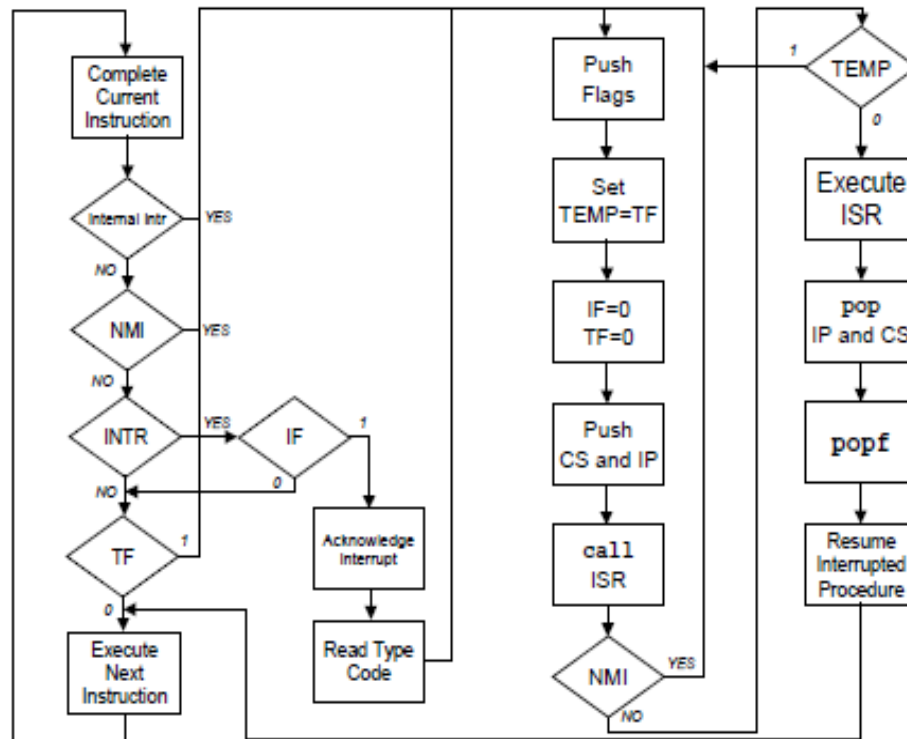 Complete
Current
Instruction
Internal Intr
YES
NO
NMI
YES
NO
INTR
YES
NO
IF
1
0
TF
1
0
Execute
Next
Instruction
Acknowledge
Interrupt
Read Type
Code
Push
Flags
Set
TEMP=TF
IF=0
TF=0
Push
CS and IP
call
ISR
NMI
YES
NO
TEMP
1
0
Execute
ISR
pop
IP and CS
popf
Resume
Interrupted
Procedure